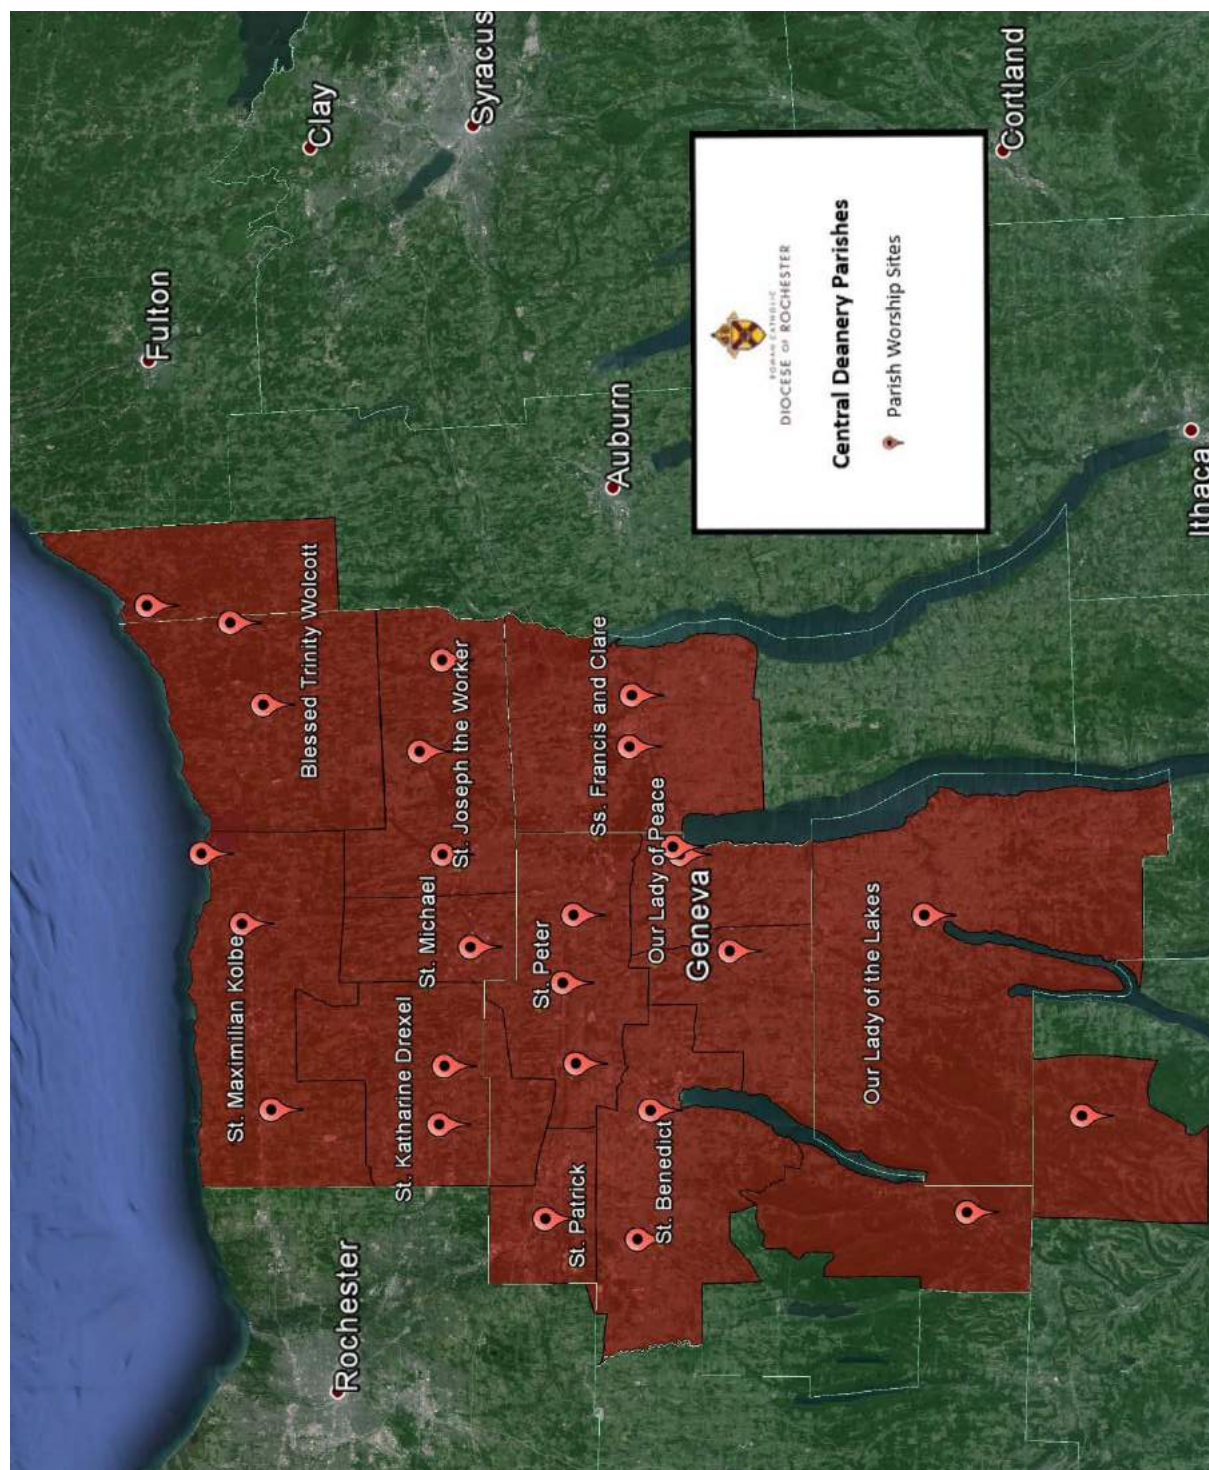 Fulton
Clay
Syracus
Cortland
Auburn
Ithaca
ROMAN CATHOLIC
DIOCESE OF ROCHESTER
Central Deanery Parishes
Parish Worship Sites
Blessed Trinity Wolcott
St. Joseph the Worker
Ss. Francis and Clare
Our Lady of Peace
Geneva
St. Michael
St. Peter
St. Maximilian Kolbe
St. Katharine Drexel
Our Lady of the Lakes
St. Benedict
St. Patrick
Rochester